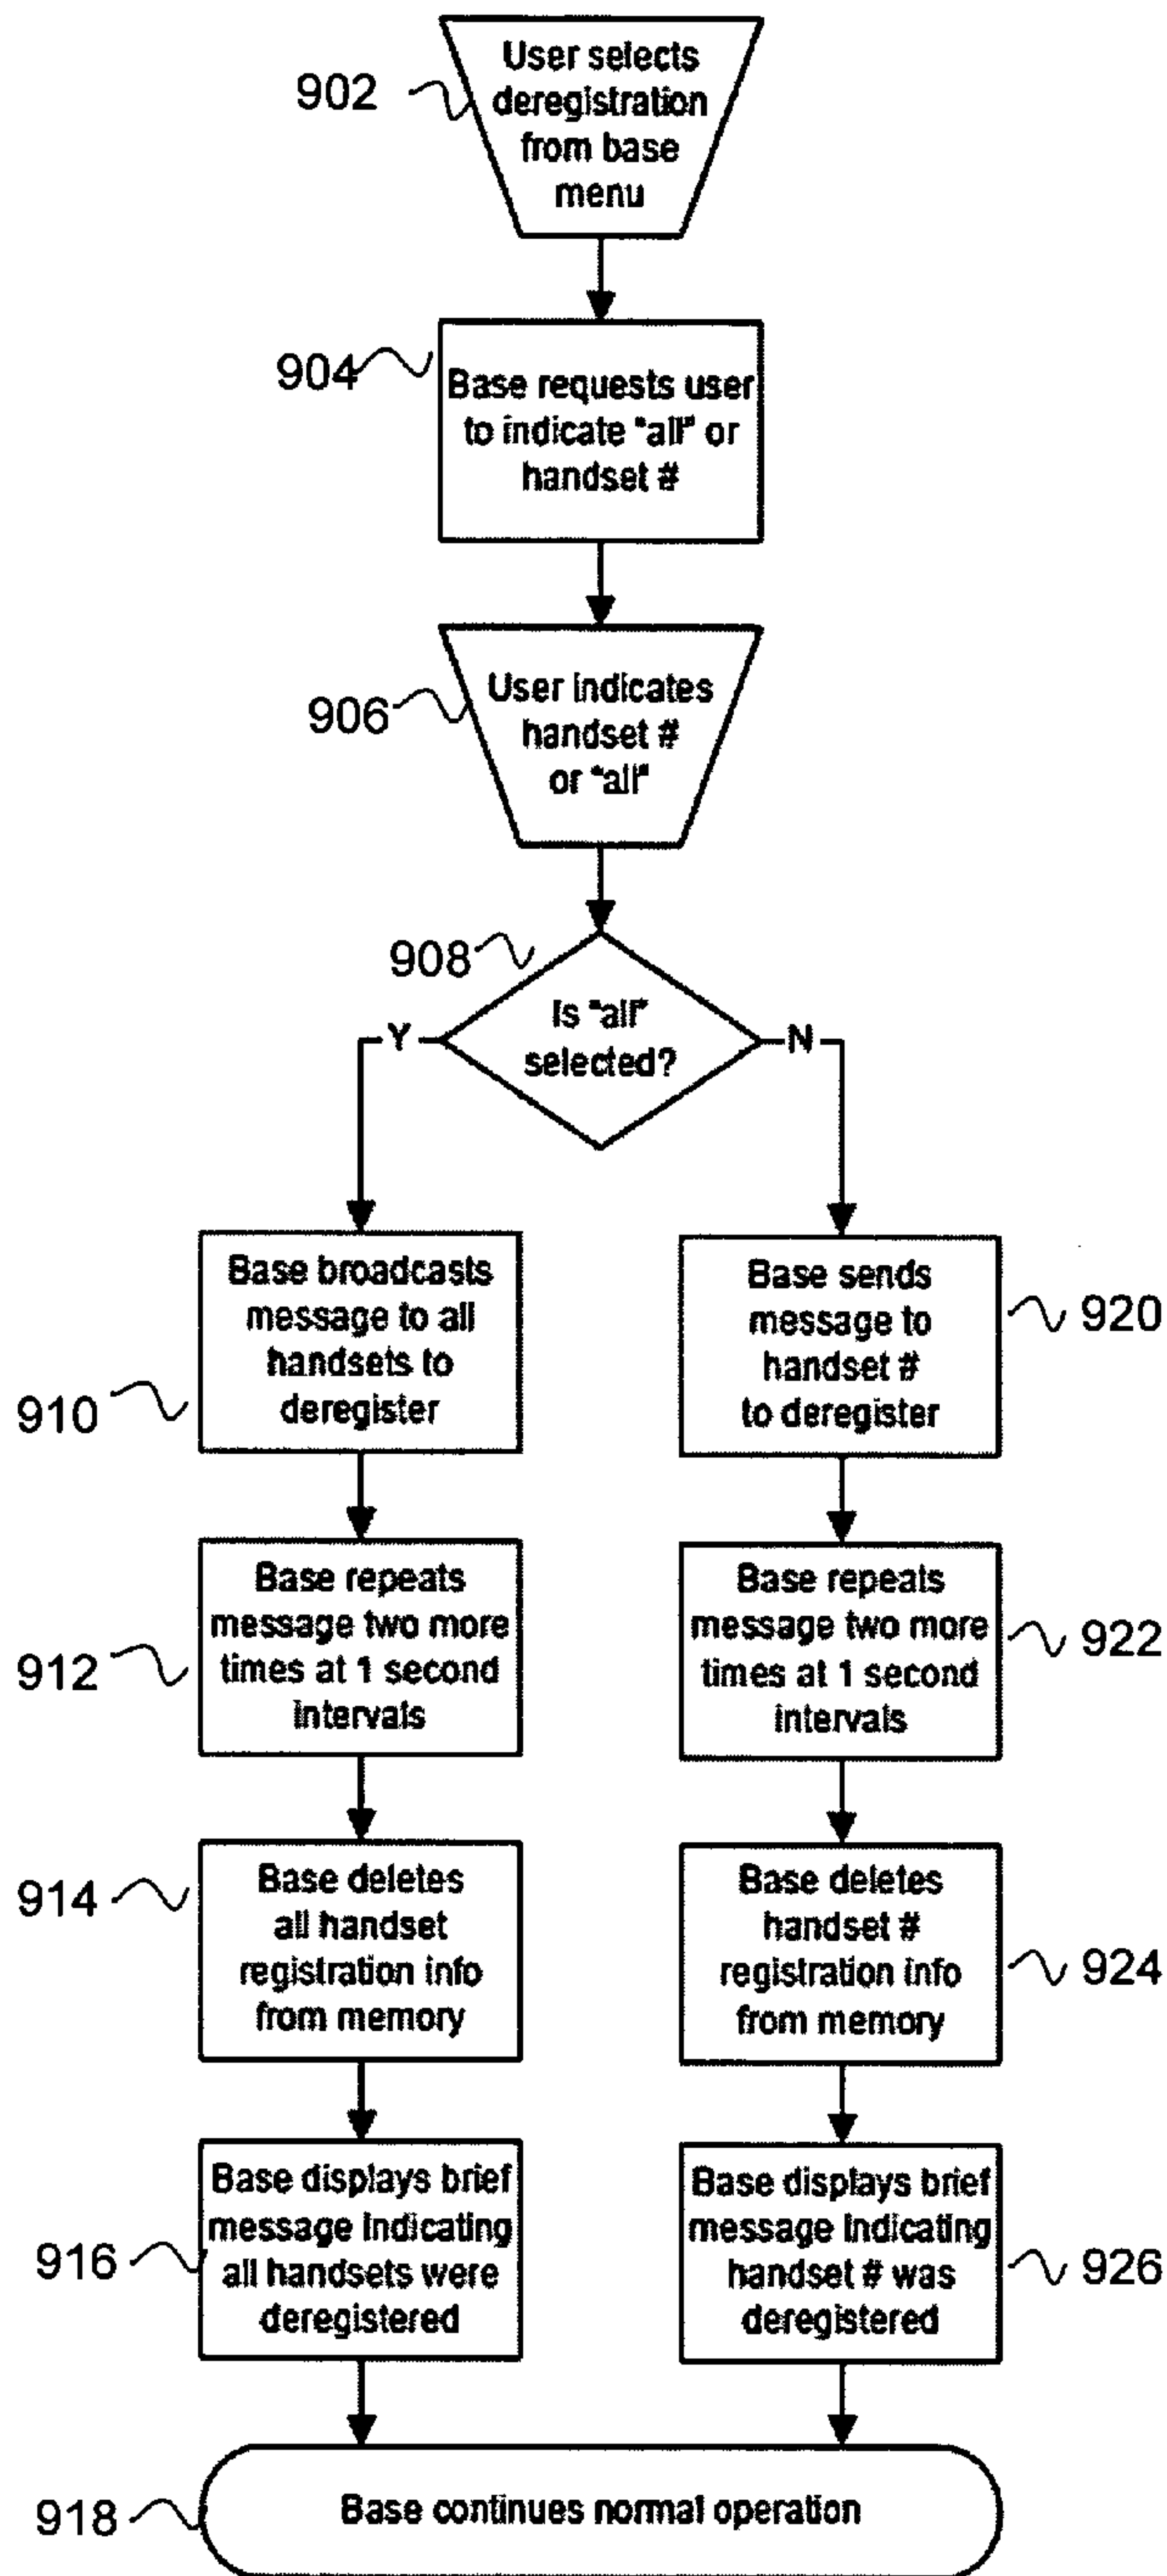 902
User selects
deregistration
from base
menu
904
Base requests user
to indicate "all" or
handset #
906
User indicates
handset #
or "all"
908
Is "all"
selected?
Y
N
910
Base broadcasts
message to all
handsets to
deregister
920
Base sends
message to
handset #
to deregister
912
Base repeats
message two more
times at 1 second
intervals
922
Base repeats
message two more
times at 1 second
intervals
914
Base deletes
all handset
registration info
from memory
924
Base deletes
handset #
registration info
from memory
916
Base displays brief
message indicating
all handsets were
deregistered
926
Base displays brief
message indicating
handset # was
deregistered
918
Base continues normal operation